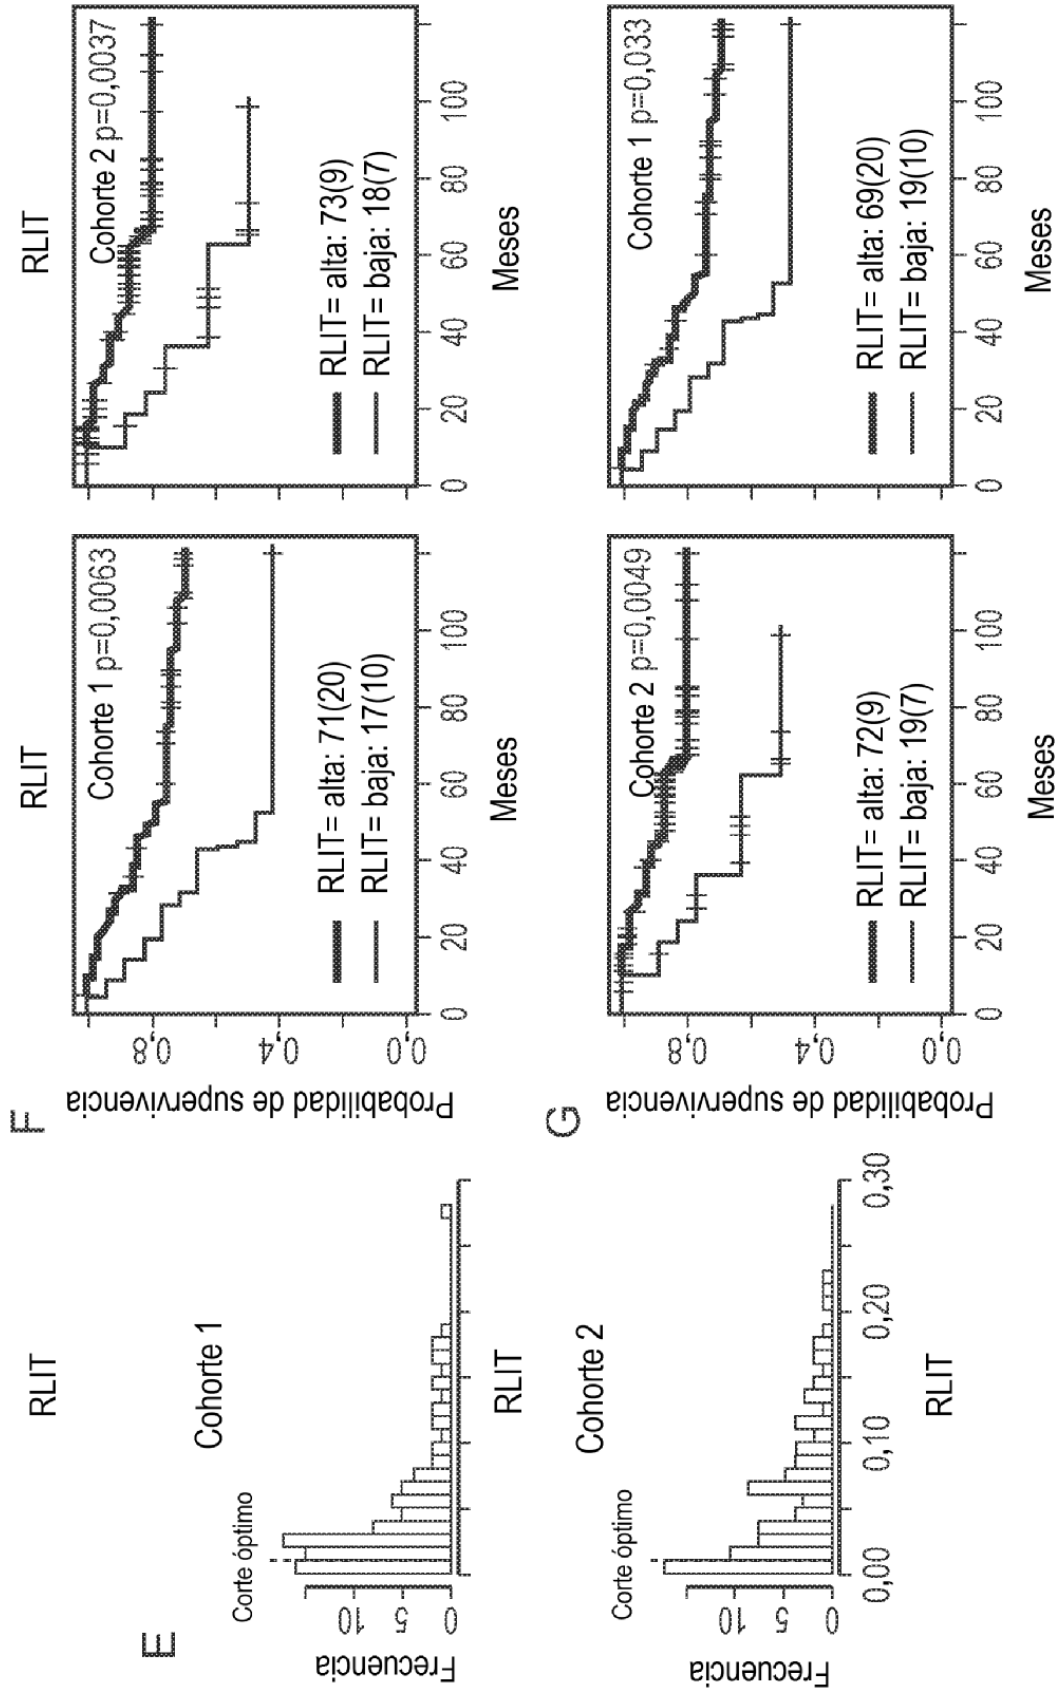 E
RLIT
Corte óptimo
Cohorte 1
Frecuencia
0 5 10
RLIT
Corte óptimo
Cohorte 2
Frecuencia
0 5 10
0,00 0,10 0,20 0,30
RLIT
F
RLIT
Probabilidad de supervivencia
0,0 0,4 0,8
Cohorte 1 p=0,0063
RLIT= alta: 71(20)
RLIT= baja: 17(10)
0 20 40 60 80 100
Meses
RLIT
Cohorte 2 p=0,0037
RLIT= alta: 73(9)
RLIT= baja: 18(7)
0 20 40 60 80 100
Meses
G
Probabilidad de supervivencia
0,0 0,4 0,8
Cohorte 2 p=0,0049
RLIT= alta: 72(9)
RLIT= baja: 19(7)
0 20 40 60 80 100
Meses
Cohorte 1 p=0,033
RLIT= alta: 69(20)
RLIT= baja: 19(10)
0 20 40 60 80 100
Meses